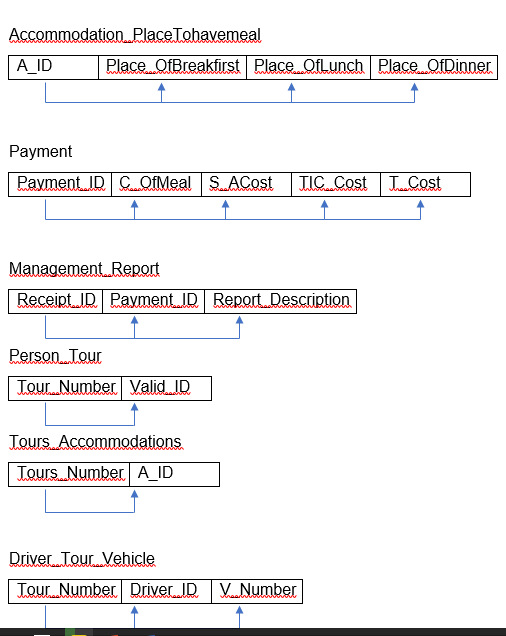 Accommodation_PlaceTohavemeal
A_ID Place_OfBreakfirst Place_OfLunch Place_OfDinner
Payment
Payment_ID C_OfMeal S_ACost TIC_Cost T_Cost
Management_Report
Receipt_ID Payment_ID Report_Description
Person_Tour
Tour_Number Valid_ID
Tours_Accommodations
Tours_Number A_ID
Driver_Tour_Vehicle
Tour_Number Driver_ID V_Number